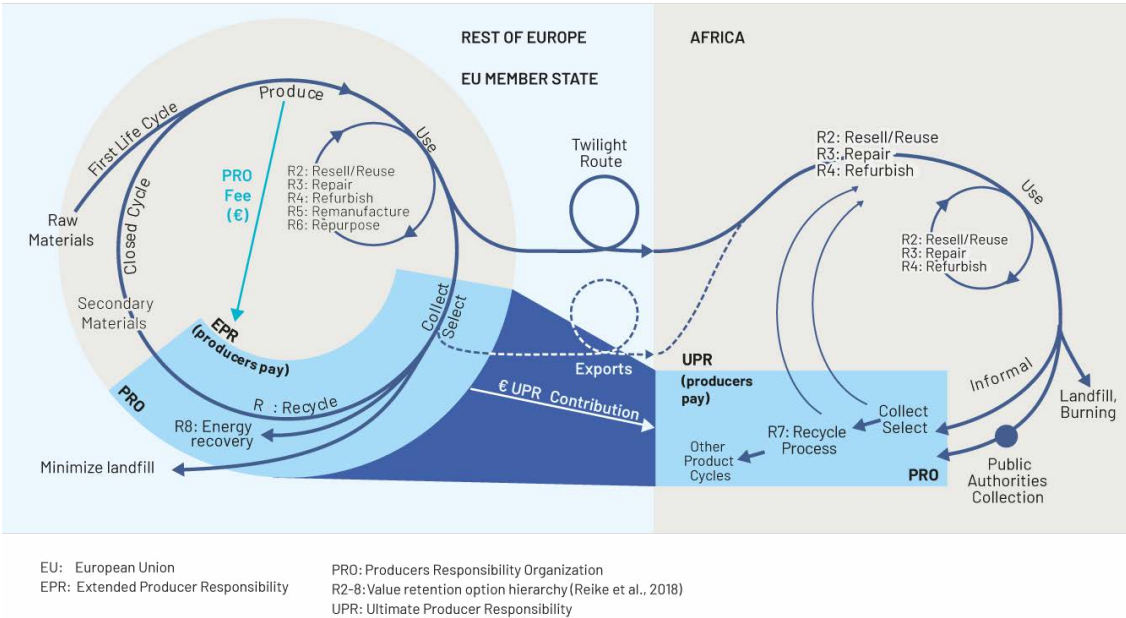 REST OF EUROPE
EU MEMBER STATE
AFRICA
First Life Cycle
Produce
Use
Closed Cycle
Raw
Materials
Secondary
Materials
PRO
Fee
(€)
R2: Resell/Reuse
R3: Repair
R4: Refurbish
R5: Remanufacture
R6: Repurpose
Collect
Select
EPR
(producers pay)
PRO
R : Recycle
R8: Energy
recovery
Minimize landfill
Twilight
Route
Exports
€ UPR Contribution
R2: Resell/Reuse
R3: Repair
R4: Refurbish
Use
R2: Resell/Reuse
R3: Repair
R4: Refurbish
UPR
(producers
pay)
Informal
Landfill,
Burning
Collect
Select
R7: Recycle
Process
Other
Product
Cycles
PRO
Public
Authorities
Collection
EU: European Union
EPR: Extended Producer Responsibility
PRO: Producers Responsibility Organization
R2-8: Value retention option hierarchy (Reike et al., 2018)
UPR: Ultimate Producer Responsibility